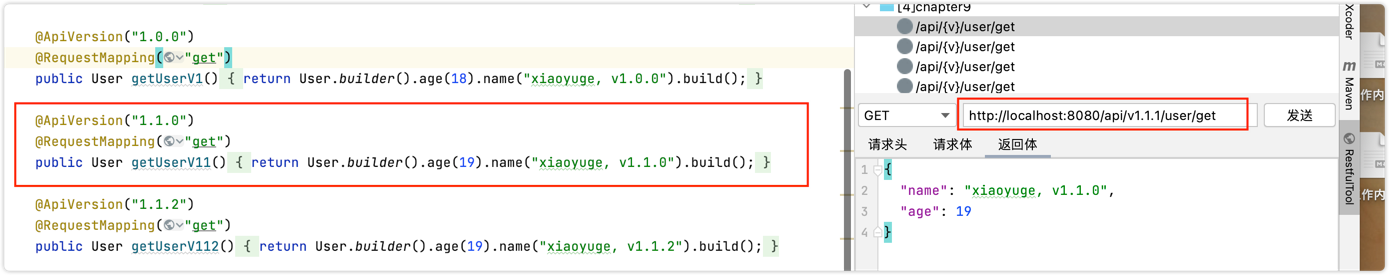 @ApiVersion("1.0.0")
@RequestMapping("get")
public User getUserV1() { return User.builder().age(18).name("xiaoyuge, v1.0.0").build(); }
@ApiVersion("1.1.0")
@RequestMapping("get")
public User getUserV11() { return User.builder().age(19).name("xiaoyuge, v1.1.0").build(); }
@ApiVersion("1.1.2")
@RequestMapping("get")
public User getUserV112() { return User.builder().age(19).name("xiaoyuge, v1.1.2").build(); }
[4]chapter9
/api/{v}/user/get
/api/{v}/user/get
/api/{v}/user/get
/api/{v}/user/get
GET
http://localhost:8080/api/v1.1.1/user/get
发送
请求头 请求体 返回体
1 {
2 "name": "xiaoyuge, v1.1.0",
3 "age": 19
4 }
Xcoder
m Maven
RestfulTool
作内